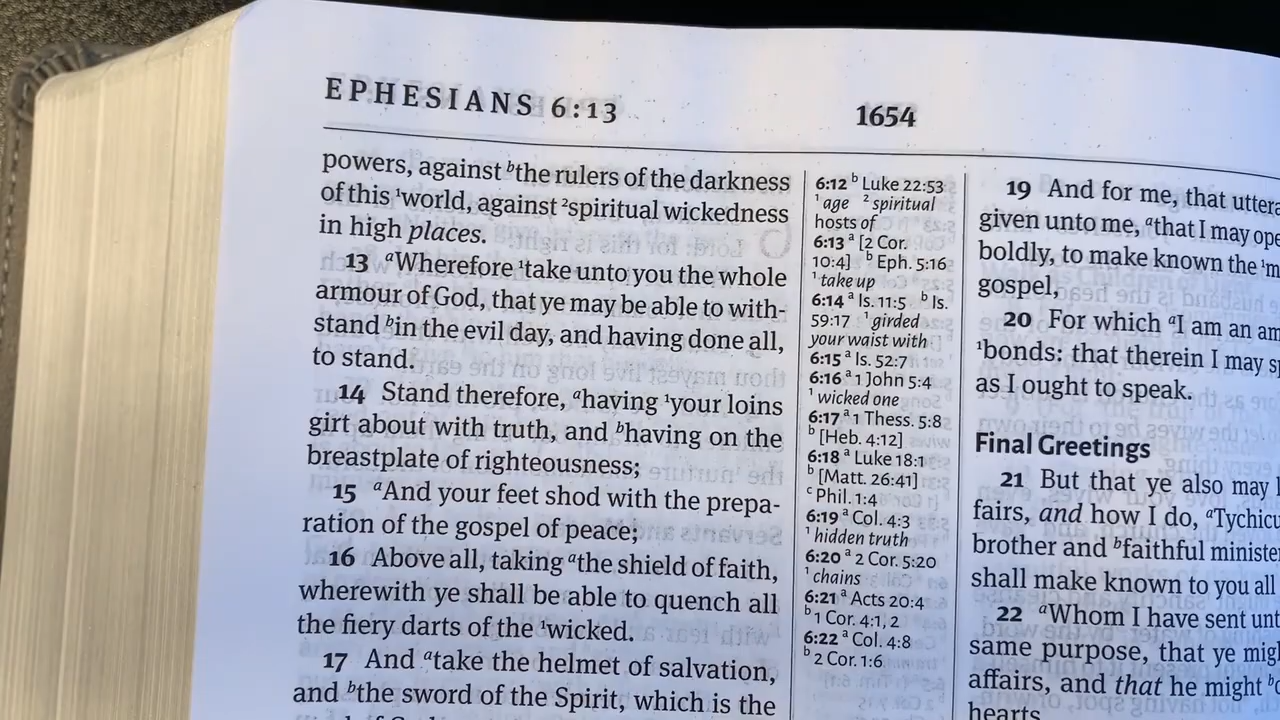 EPHESIANS 6:13
1654
powers, against ᵇthe rulers of the darkness
of this ¹world, against ²spiritual wickedness
in high places.
13 ᵃWherefore ¹take unto you the whole
armour of God, that ye may be able to with-
stand ᵇin the evil day, and having done all,
to stand.
14 Stand therefore, ᵃhaving ¹your loins
girt about with truth, and ᵇhaving on the
breastplate of righteousness;
15 ᵃAnd your feet shod with the prepa-
ration of the gospel of peace;
16 Above all, taking ᵃthe shield of faith,
wherewith ye shall be able to quench all
the fiery darts of the ¹wicked.
17 And ᵃtake the helmet of salvation,
and ᵇthe sword of the Spirit, which is the
6:12 ᵇ Luke 22:53
¹ age ² spiritual
hosts of
6:13 ᵃ [2 Cor.
10:4] ᵇ Eph. 5:16
¹ take up
6:14 ᵃ Is. 11:5 ᵇ Is.
59:17 ¹ girded
your waist with
6:15 ᵃ Is. 52:7
6:16 ᵃ 1 John 5:4
¹ wicked one
6:17 ᵃ 1 Thess. 5:8
ᵇ [Heb. 4:12]
6:18 ᵃ Luke 18:1
ᵇ [Matt. 26:41]
ᶜ Phil. 1:4
6:19 ᵃ Col. 4:3
¹ hidden truth
6:20 ᵃ 2 Cor. 5:20
¹ chains
6:21 ᵃ Acts 20:4
ᵇ 1 Cor. 4:1, 2
6:22 ᵃ Col. 4:8
ᵇ 2 Cor. 1:6
19 And for me, that
given unto me, ᵃthat I may
boldly, to make known the
gospel,
20 For which ᵃI am an
¹bonds: that therein I may
as I ought to speak.
Final Greetings
21 But that ye also may
fairs, and how I do,
brother and ᵇfaithful
shall make known to you all
22 ᵃWhom I have sent
same purpose, that ye
affairs, and that he might
hearts